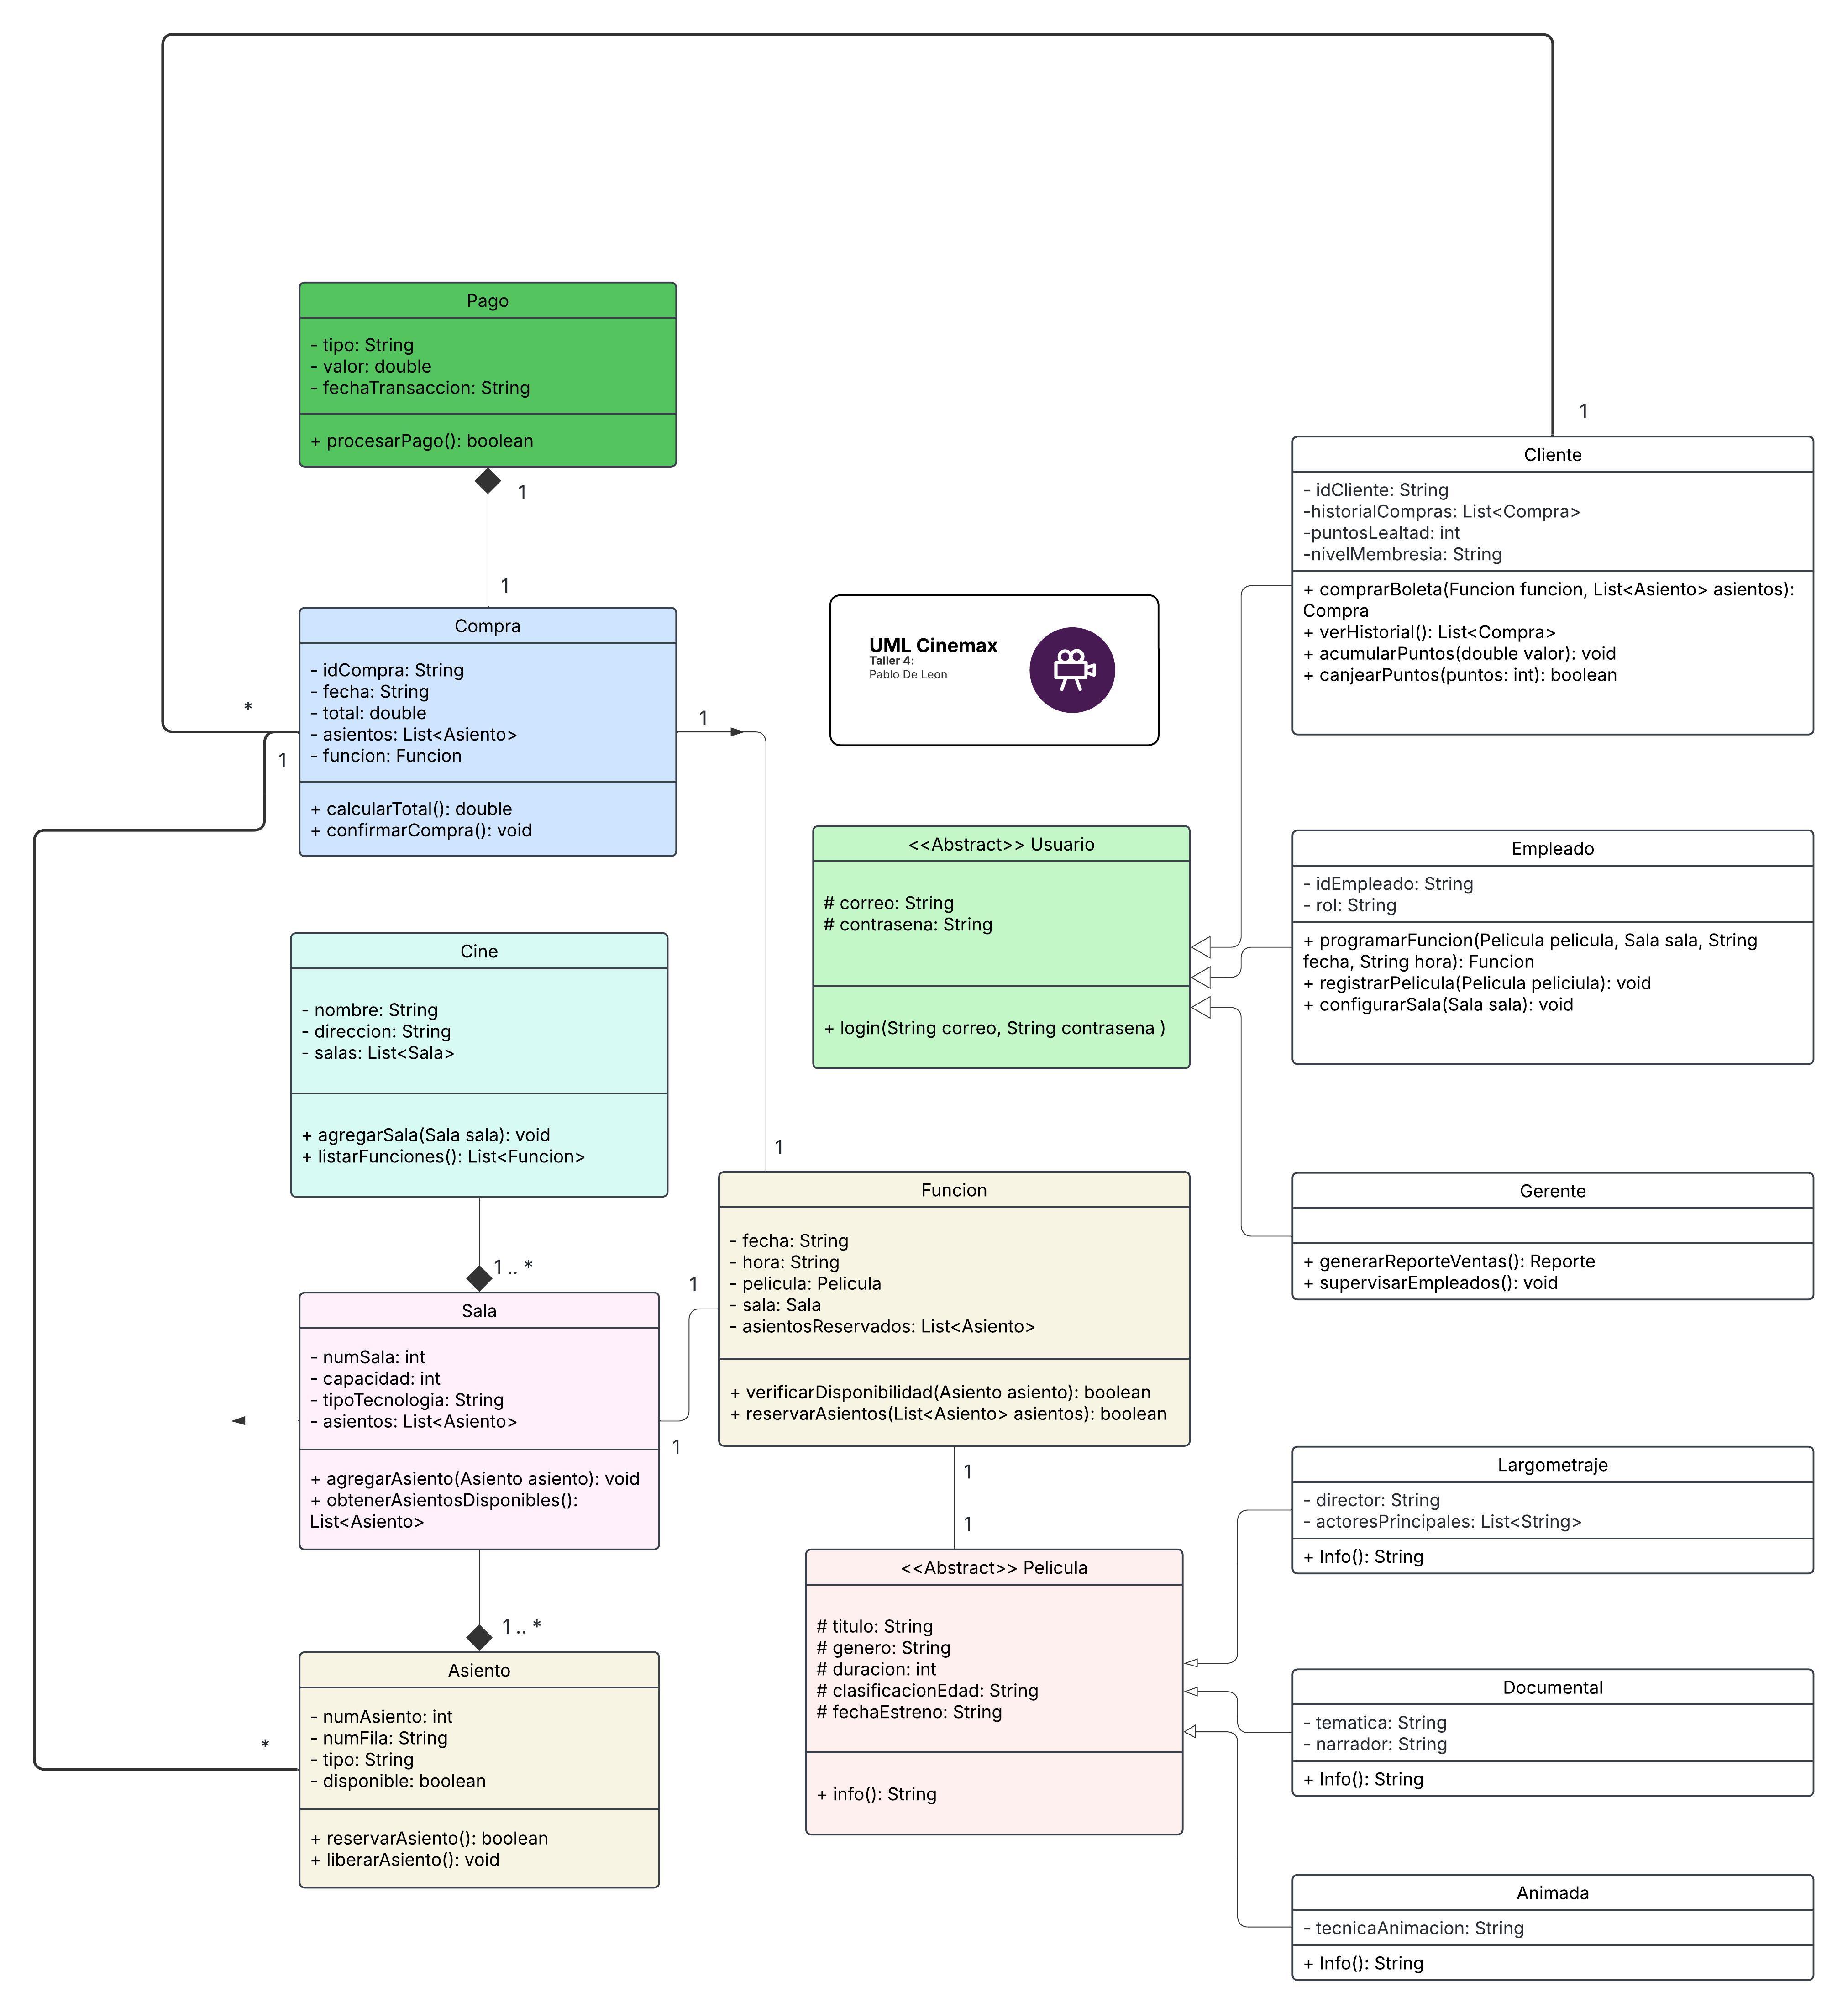 Pago
- tipo: String
- valor: double
- fechaTransaccion: String
+ procesarPago(): boolean
1
1
Compra
- idCompra: String
- fecha: String
- total: double
- asientos: List<Asiento>
- funcion: Funcion
+ calcularTotal(): double
+ confirmarCompra(): void
*
1
1
1
UML Cinemax
Taller 4:
Pablo De Leon
1
Cliente
- idCliente: String
-historialCompras: List<Compra>
-puntosLealtad: int
-nivelMembresia: String
+ comprarBoleta(Funcion funcion, List<Asiento> asientos):
Compra
+ verHistorial(): List<Compra>
+ acumularPuntos(double valor): void
+ canjearPuntos(puntos: int): boolean
<<Abstract>> Usuario
# correo: String
# contrasena: String
+ login(String correo, String contrasena )
Empleado
- idEmpleado: String
- rol: String
+ programarFuncion(Pelicula pelicula, Sala sala, String
fecha, String hora): Funcion
+ registrarPelicula(Pelicula peliciula): void
+ configurarSala(Sala sala): void
Cine
- nombre: String
- direccion: String
- salas: List<Sala>
+ agregarSala(Sala sala): void
+ listarFunciones(): List<Funcion>
1 .. *
Gerente
+ generarReporteVentas(): Reporte
+ supervisarEmpleados(): void
Funcion
- fecha: String
- hora: String
- pelicula: Pelicula
- sala: Sala
- asientosReservados: List<Asiento>
+ verificarDisponibilidad(Asiento asiento): boolean
+ reservarAsientos(List<Asiento> asientos): boolean
1
1
1
1
Sala
- numSala: int
- capacidad: int
- tipoTecnologia: String
- asientos: List<Asiento>
+ agregarAsiento(Asiento asiento): void
+ obtenerAsientosDisponibles():
List<Asiento>
1 .. *
Largometraje
- director: String
- actoresPrincipales: List<String>
+ Info(): String
<<Abstract>> Pelicula
# titulo: String
# genero: String
# duracion: int
# clasificacionEdad: String
# fechaEstreno: String
+ info(): String
Asiento
- numAsiento: int
- numFila: String
- tipo: String
- disponible: boolean
+ reservarAsiento(): boolean
+ liberarAsiento(): void
*
Documental
- tematica: String
- narrador: String
+ Info(): String
Animada
- tecnicaAnimacion: String
+ Info(): String